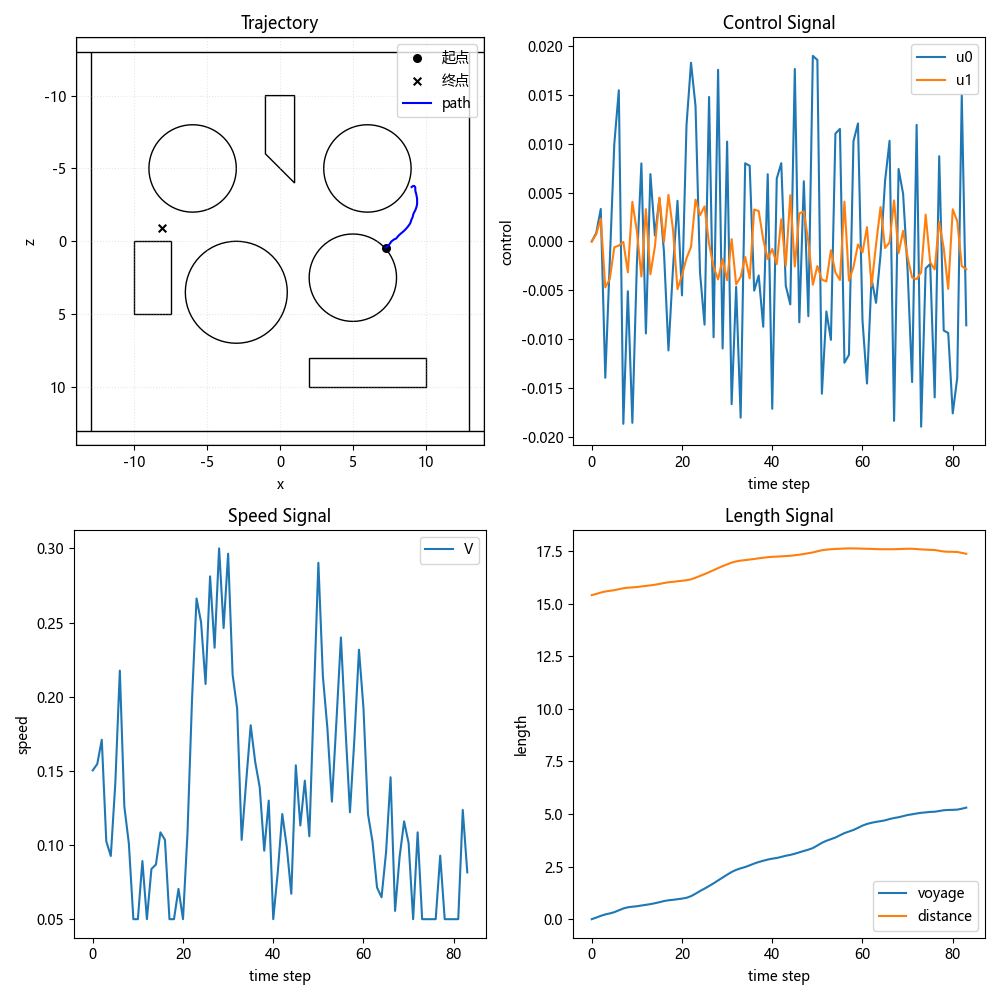 Trajectory
起点
终点
path
-10
-5
0
5
10
z
-10
-5
0
5
10
x
Control Signal
u0
u1
0.020
0.015
0.010
0.005
0.000
-0.005
-0.010
-0.015
-0.020
control
0
20
40
60
80
time step
Speed Signal
V
0.30
0.25
0.20
0.15
0.10
0.05
speed
0
20
40
60
80
time step
Length Signal
17.5
15.0
12.5
10.0
7.5
5.0
2.5
0.0
length
voyage
distance
0
20
40
60
80
time step